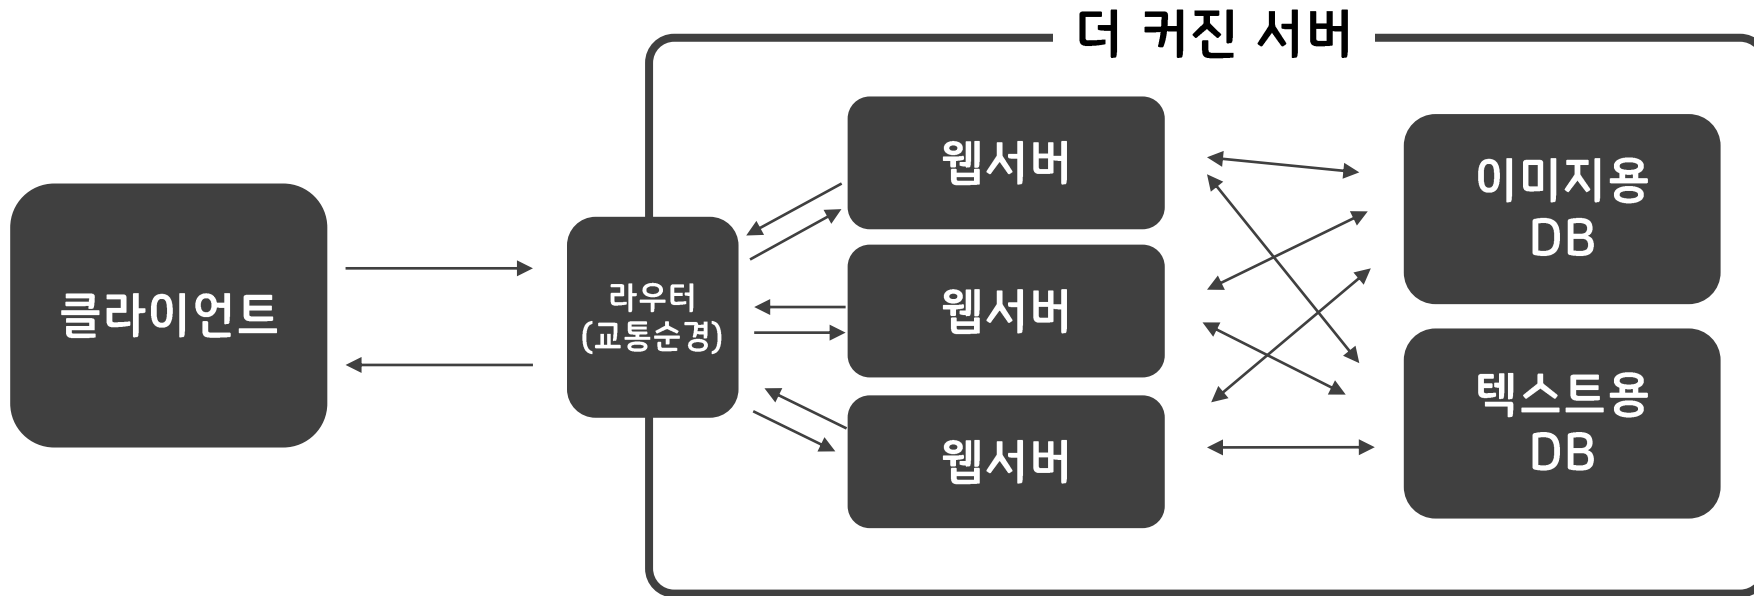 더 커진 서버
클라이언트
라우터
(교통순경)
웹서버
웹서버
웹서버
이미지용
DB
텍스트용
DB